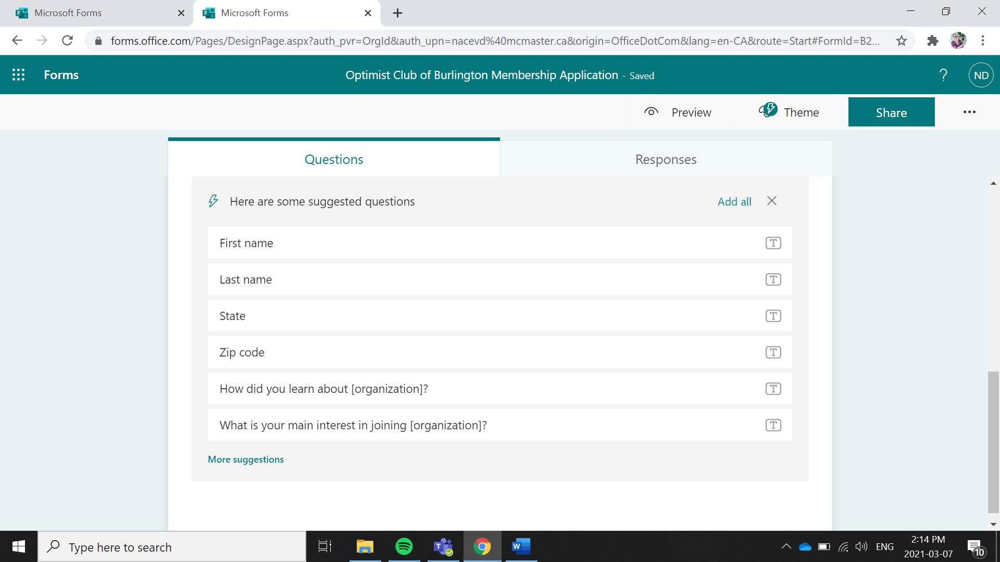 Microsoft Forms
Microsoft Forms
forms.office.com/Pages/DesignPage.aspx?auth_pvr=OrgId&auth_upn=nacevd%40mcmaster.ca&origin=OfficeDotCom&lang=en-CA&route=Start#FormId=B2...
Forms
Optimist Club of Burlington Membership Application - Saved
?
ND
Preview
Theme
Share
Questions
Responses
Here are some suggested questions
Add all
First name
Last name
State
Zip code
How did you learn about [organization]?
What is your main interest in joining [organization]?
More suggestions
Type here to search
ENG
2:14 PM
2021-03-07
10